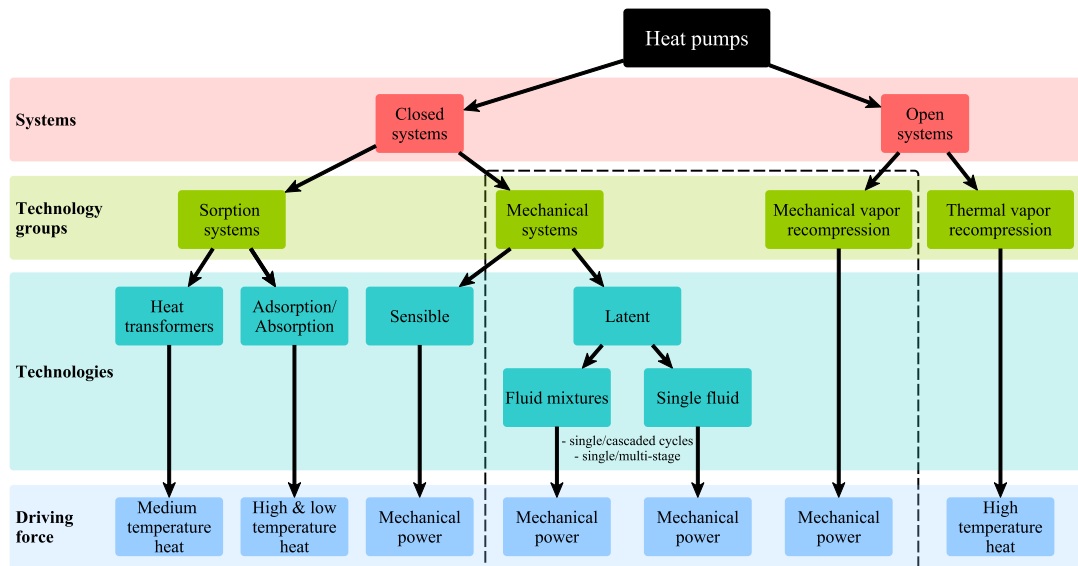 Heat pumps
Systems
Closed
systems
Open
systems
Technology
groups
Sorption
systems
Mechanical
systems
Mechanical vapor
recompression
Thermal vapor
recompression
Technologies
Heat
transformers
Adsorption/
Absorption
Sensible
Latent
Fluid mixtures
Single fluid
- single/cascaded cycles
- single/multi-stage
Driving
force
Medium
temperature
heat
High & low
temperature
heat
Mechanical
power
Mechanical
power
Mechanical
power
Mechanical
power
High
temperature
heat